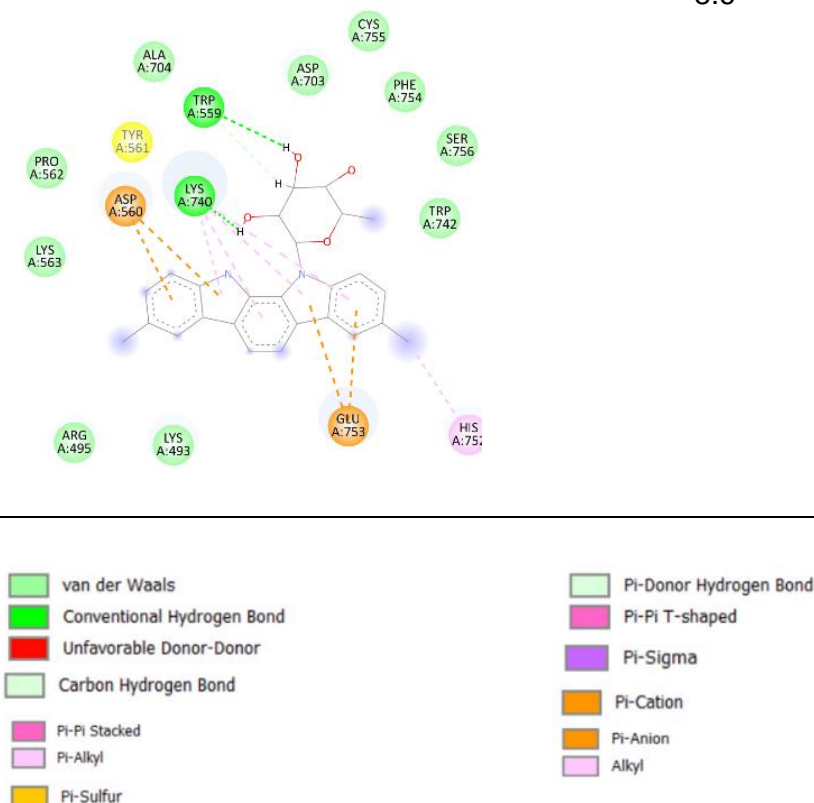 CYS
A:755
ALA
A:704
ASP
A:703
PHE
A:754
TRP
A:559
TYR
A:561
SER
A:756
PRO
A:562
LYS
A:740
ASP
A:560
TRP
A:742
LYS
A:563
H
O
H
O
O
H
O
N
N
GLU
A:753
HIS
A:752
ARG
A:495
LYS
A:493
van der Waals
Conventional Hydrogen Bond
Unfavorable Donor-Donor
Carbon Hydrogen Bond
Pi-Pi Stacked
Pi-Alkyl
Pi-Sulfur
Pi-Donor Hydrogen Bond
Pi-Pi T-shaped
Pi-Sigma
Pi-Cation
Pi-Anion
Alkyl